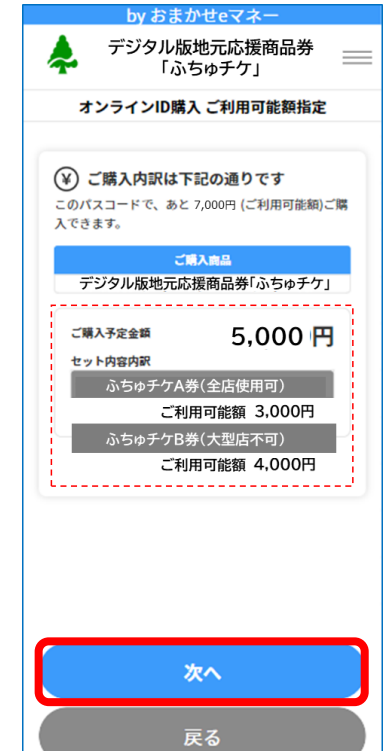 by おまかせeマネー
デジタル版地元応援商品券
「ふちゅチケ」
オンラインID購入 ご利用可能額指定
¥ ご購入内訳は下記の通りです
このパスコードで、あと 7,000円 (ご利用可能額)ご購
入できます。
ご購入商品
デジタル版地元応援商品券「ふちゅチケ」
ご購入予定金額 5,000円
セット内容内訳
ふちゅチケA券(全店使用可)
ご利用可能額 3,000円
ふちゅチケB券(大型店不可)
ご利用可能額 4,000円
次へ
戻る